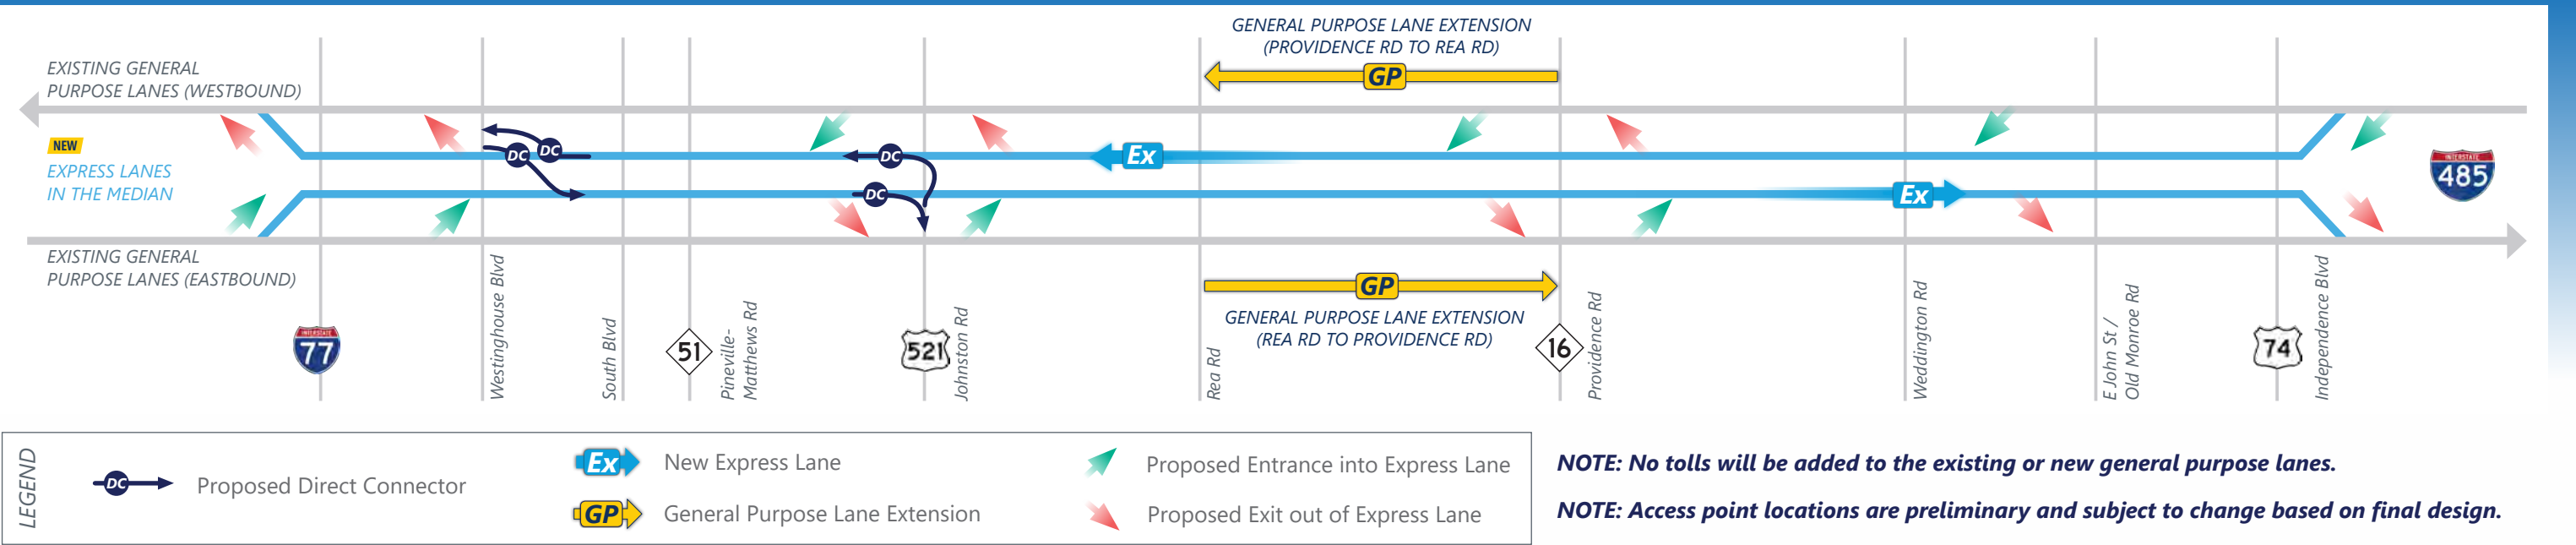 GENERAL PURPOSE LANE EXTENSION
(PROVIDENCE RD TO REA RD)
GP
EXISTING GENERAL
PURPOSE LANES (WESTBOUND)
NEW
EXPRESS LANES
IN THE MEDIAN
DC
DC
DC
DC
Ex
Ex
INTERSTATE
485
EXISTING GENERAL
PURPOSE LANES (EASTBOUND)
GP
GENERAL PURPOSE LANE EXTENSION
(REA RD TO PROVIDENCE RD)
INTERSTATE
77
Westinghouse Blvd
South Blvd
51
Pineville-
Matthews Rd
521
Johnston Rd
Rea Rd
16
Providence Rd
Weddington Rd
E John St /
Old Monroe Rd
74
Independence Blvd
LEGEND
DC
Proposed Direct Connector
Ex
New Express Lane
GP
General Purpose Lane Extension
Proposed Entrance into Express Lane
Proposed Exit out of Express Lane
NOTE: No tolls will be added to the existing or new general purpose lanes.
NOTE: Access point locations are preliminary and subject to change based on final design.